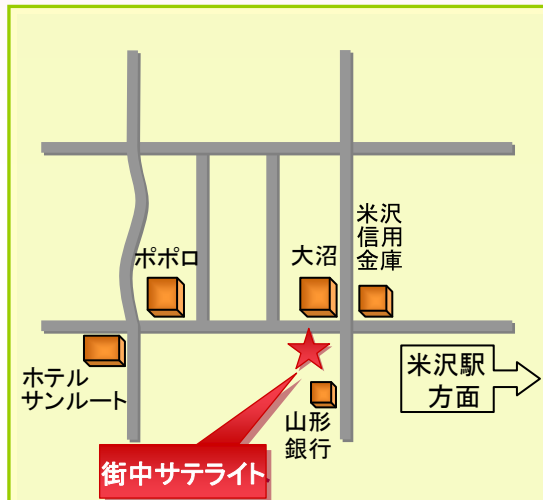 米沢
信用
金庫
ポポロ
大沼
米沢駅
方面
ホテル
サンルート
山形
銀行
街中サテライト